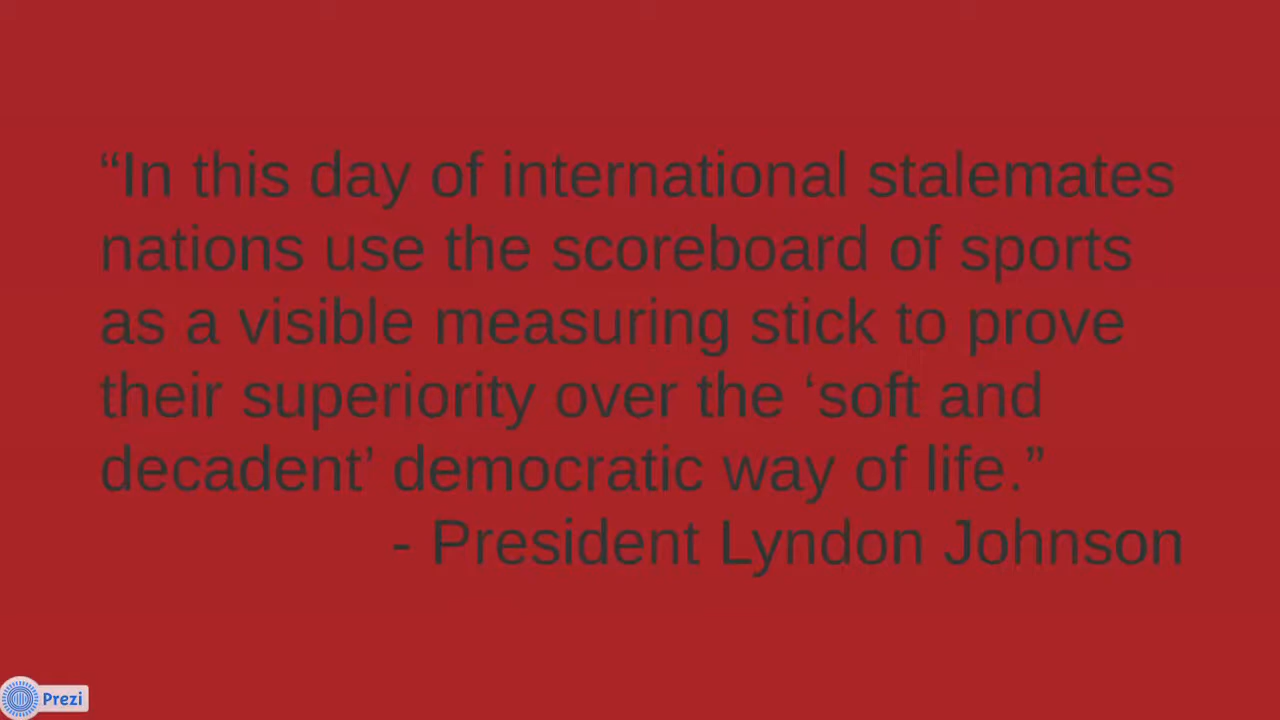 “In this day of international stalemates
nations use the scoreboard of sports
as a visible measuring stick to prove
their superiority over the ‘soft and
decadent’ democratic way of life.”
- President Lyndon Johnson
Prezi